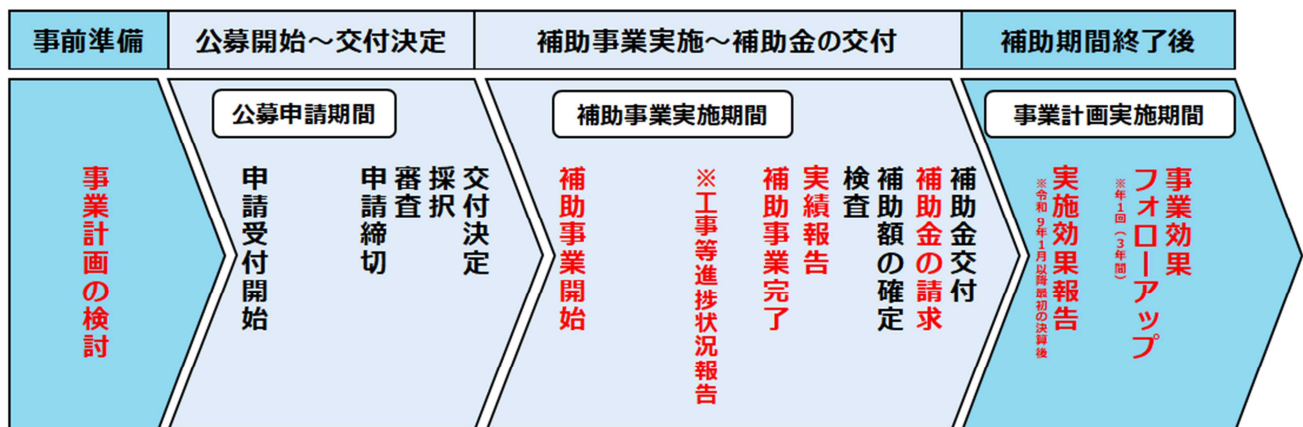 事前準備
公募開始～交付決定
補助事業実施～補助金の交付
補助期間終了後
事業計画の検討
公募申請期間
申請受付開始
申請締切
審査
採択
交付決定
補助事業実施期間
補助事業開始
※工事等進捗状況報告
補助事業完了
実績報告
検査
補助額の確定
補助金の請求
補助金交付
事業計画実施期間
実施効果報告
※令和9年1月以降最初の決算後
事業効果
フォローアップ
※年1回（3年間）